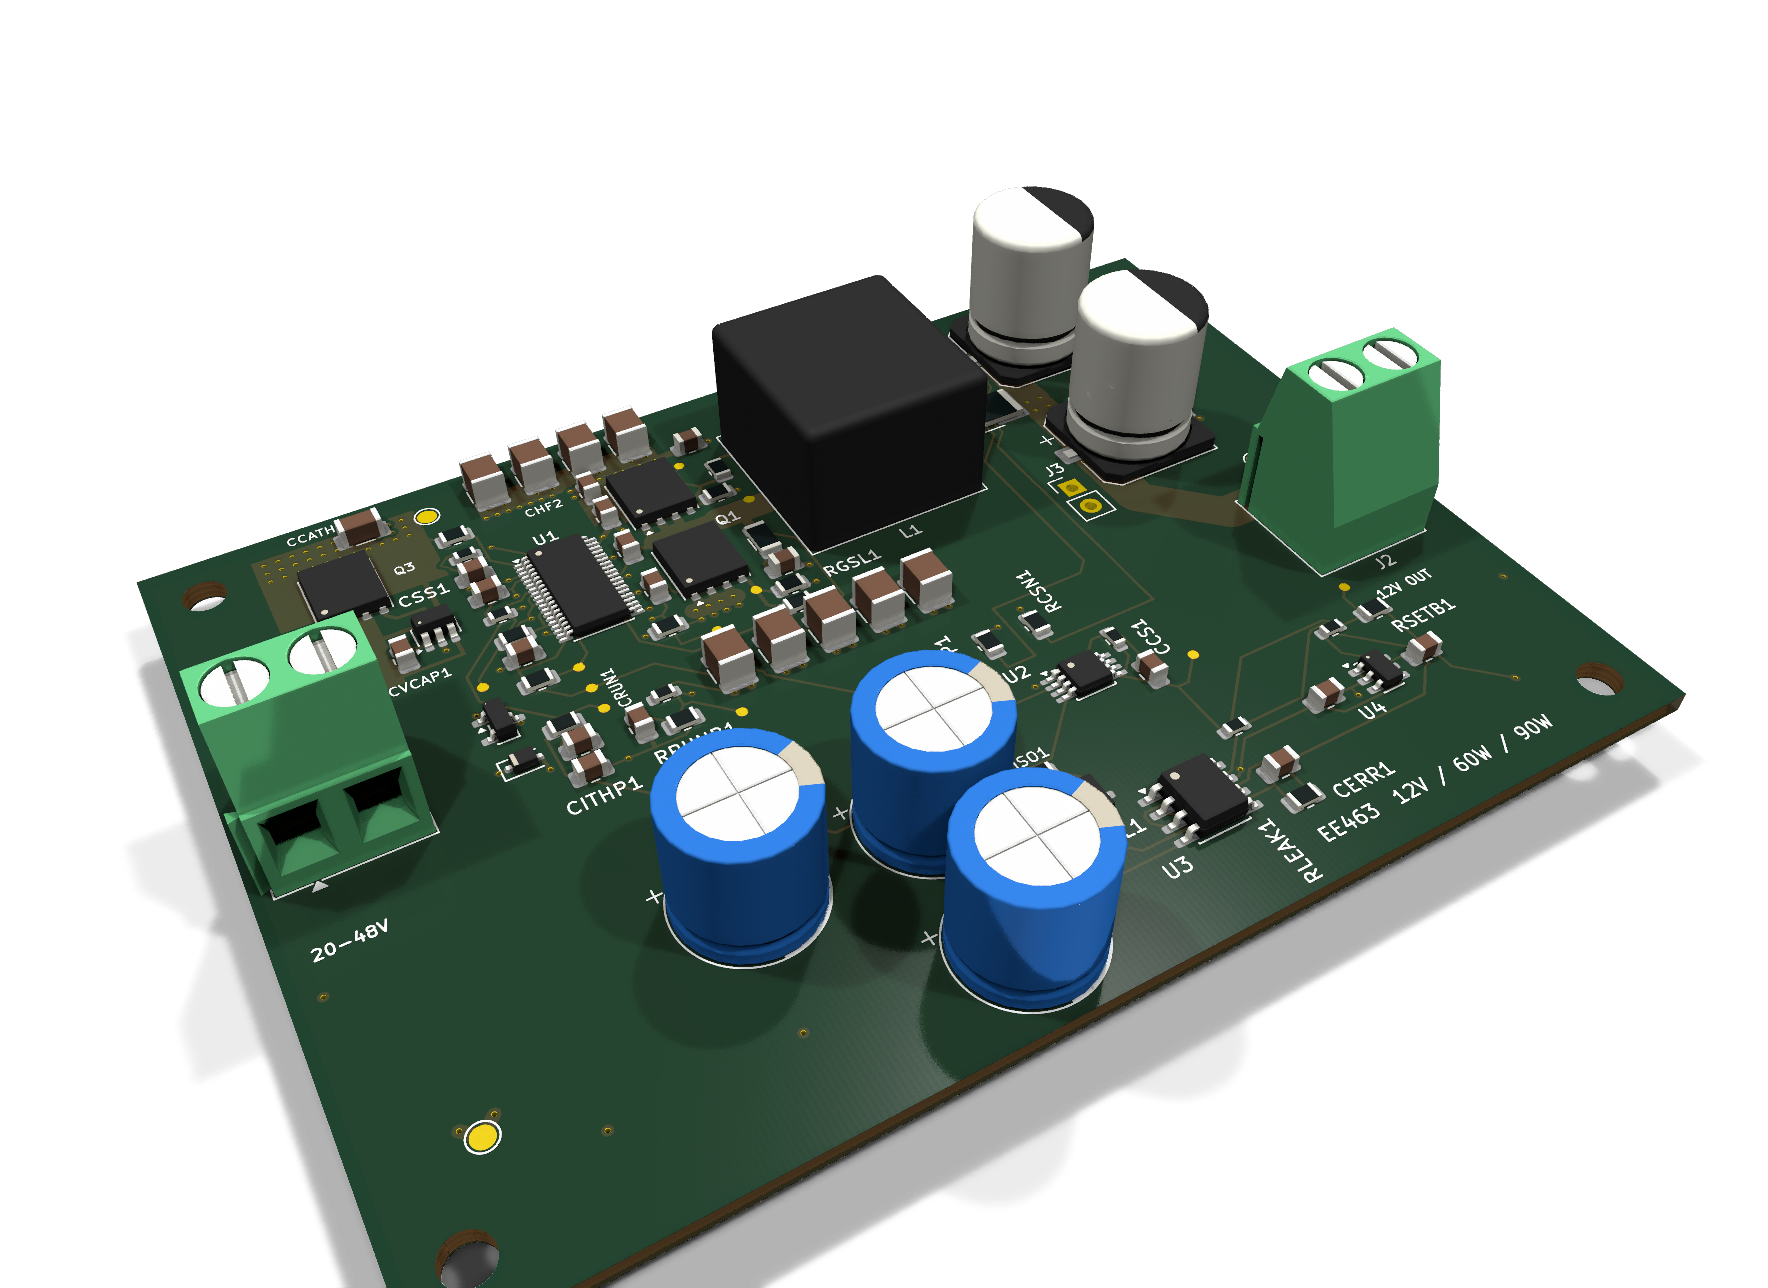 CHF2
U1
Q1
CCATH
Q3
CSS1
CVCAP1
CRUN1
CITHP1
RGSL1
L1
J3
J2
12V OUT
RCSN1
CCS1
U2
RSETB1
U4
CERR1
RLEAK1
U3
EE463 12V / 60W / 90W
20-48V
+
+
+
+